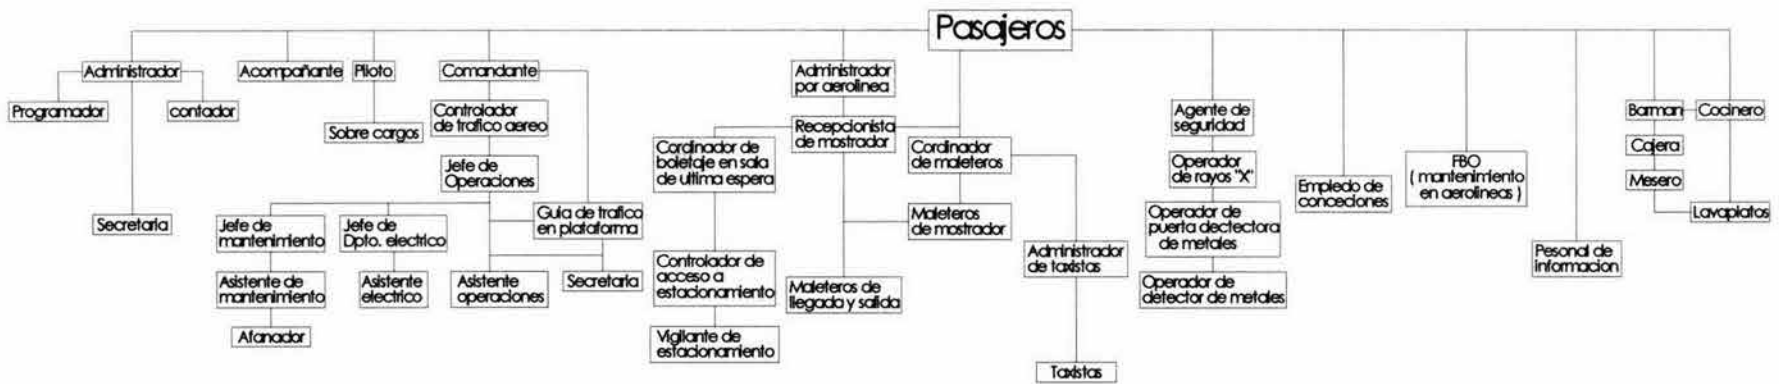 Pasajeros
Administrador
Programador
contador
Secretaria
Acompañante
Piloto
Sobre cargos
Comandante
Controlador
de trafico aereo
Jefe de
Operaciones
Jefe de
mantenimiento
Asistente de
mantenimiento
Afanador
Jefe de
Dpto. electrico
Asistente
electrico
Asistente
operaciones
Guia de trafico
en plataforma
Secretaria
Administrador
por aerolinea
Recepcionista
de mostrador
Cordinador de
boletaje en sala
de ultima espera
Controlador de
acceso a
estacionamiento
Vigilante de
estacionamiento
Maleteros de
llegada y salida
Cordinador
de maleteros
Maleteros
de mostrador
Administrador
de taxistas
Taxistas
Agente de
seguridad
Operador
de rayos "X"
Operador de
puerta dectectora
de metales
Operador de
detector de metales
Empledo de
conceciones
FBO
( mantenimiento
en aerolineas )
Pesonal de
informacion
Barman
Cajera
Mesero
Cocinero
Lavaplatos